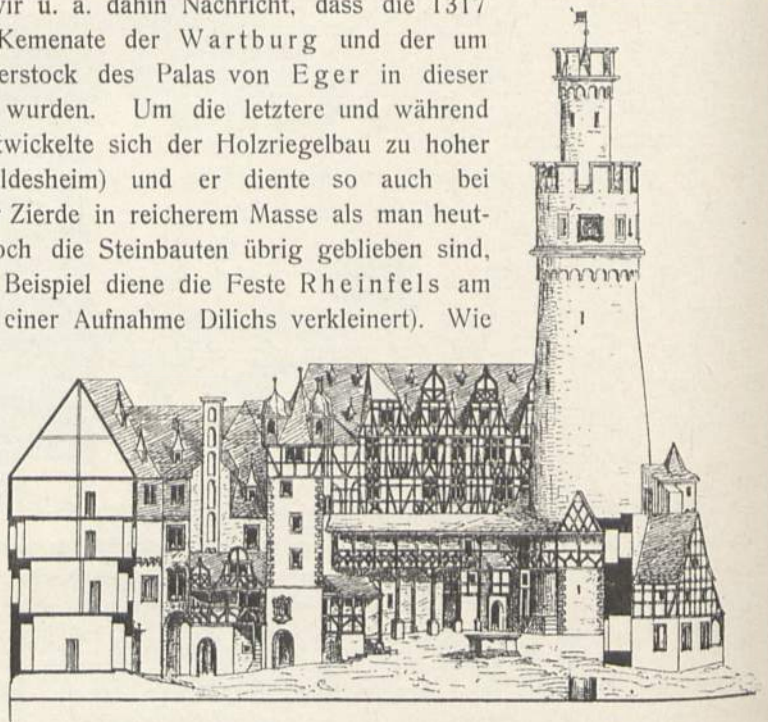 vir u. a. dahin Nachricht, dass die 1317
Kemenate der Wartburg und der um
erstock des Palas von Eger in dieser
wurden. Um die letztere und während
twickelte sich der Holzriegelbau zu hoher
ldesheim) und er diente so auch bei
Zierde in reicherem Masse als man heut-
och die Steinbauten übrig geblieben sind,
Beispiel diene die Feste Rheinfels am
einer Aufnahme Dilichs verkleinert). Wie